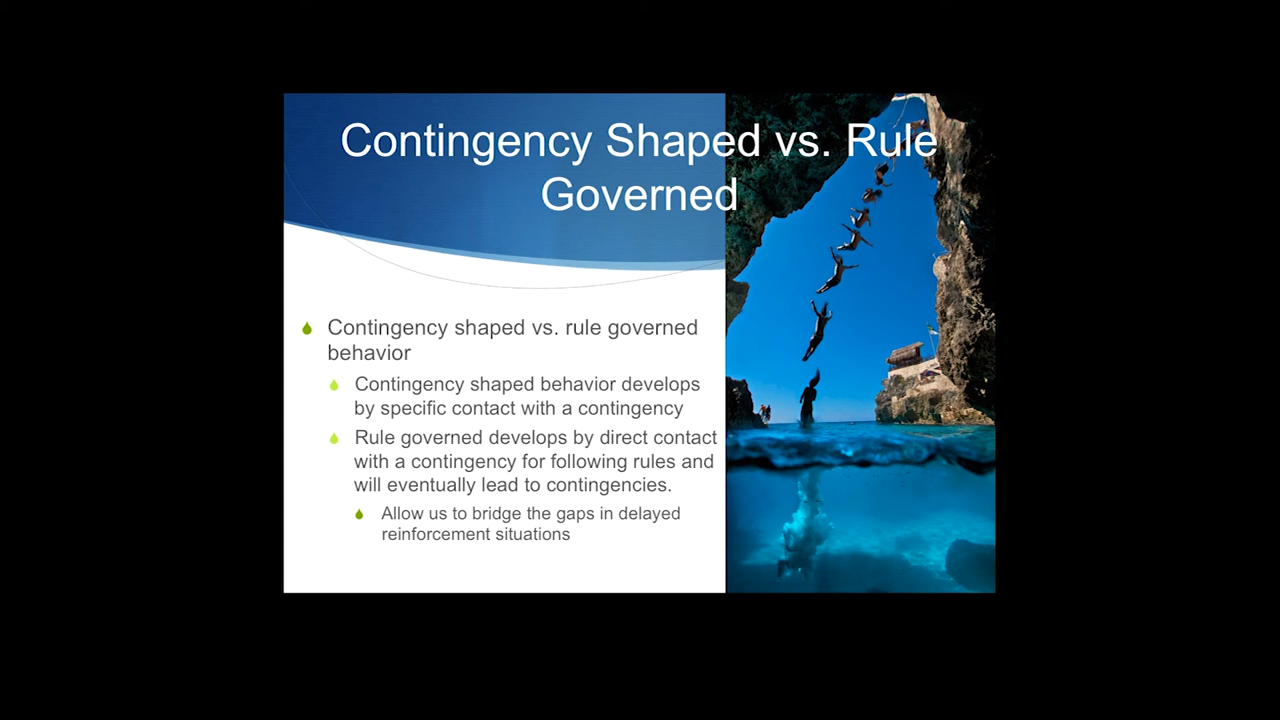 Contingency Shaped vs. Rule
Governed
Contingency shaped vs. rule governed
behavior
Contingency shaped behavior develops
by specific contact with a contingency
Rule governed develops by direct contact
with a contingency for following rules and
will eventually lead to contingencies.
Allow us to bridge the gaps in delayed
reinforcement situations